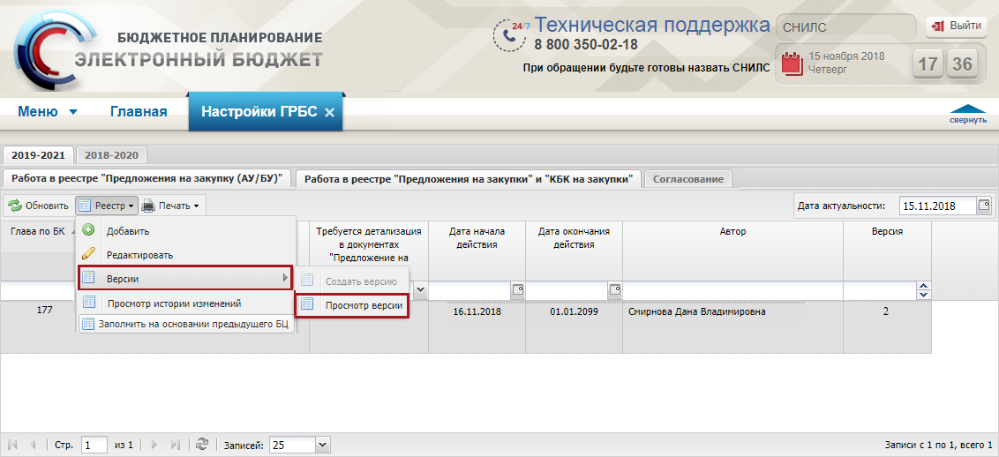 БЮДЖЕТНОЕ ПЛАНИРОВАНИЕ
ЭЛЕКТРОННЫЙ БЮДЖЕТ
24/7
Техническая поддержка
8 800 350-02-18
При обращении будьте готовы назвать СНИЛС
СНИЛС
Выйти
15 ноября 2018
Четверг
17 36
Меню
Главная
Настройки ГРБС
свернуть
2019-2021
2018-2020
Работа в реестре "Предложения на закупку (АУ/БУ)"
Работа в реестре "Предложения на закупки" и "КБК на закупки"
Согласование
Обновить
Реестр
Печать
Дата актуальности:
15.11.2018
Глава по БК
Требуется детализация
в документах
"Предложение на
Дата начала
действия
Дата окончания
действия
Автор
Версия
Добавить
Редактировать
Версии
Просмотр истории изменений
Заполнить на основании предыдущего БЦ
Создать версию
Просмотр версии
177
16.11.2018
01.01.2099
Смирнова Дана Владимировна
2
Стр. 1 из 1
Записей: 25
Записи с 1 по 1, всего 1